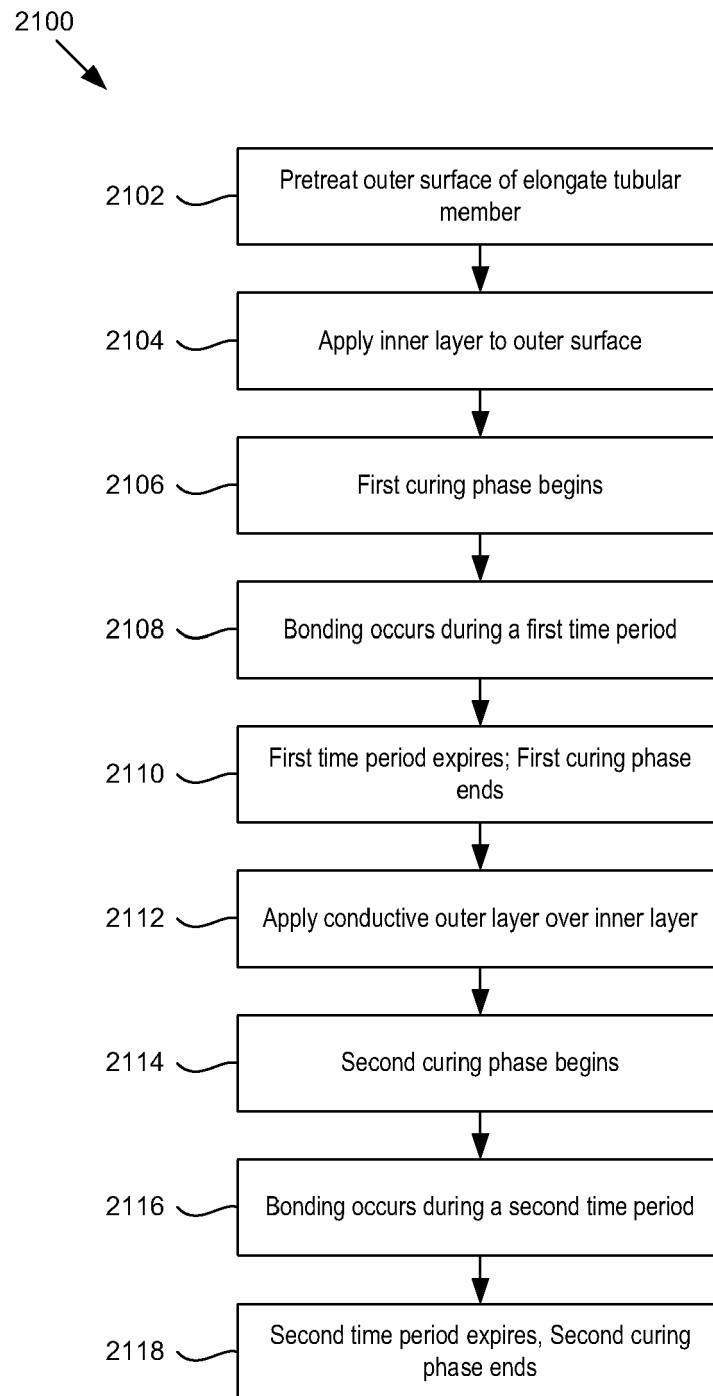 2100
2102
Pretreat outer surface of elongate tubular
member
2104
Apply inner layer to outer surface
2106
First curing phase begins
2108
Bonding occurs during a first time period
2110
First time period expires; First curing phase
ends
2112
Apply conductive outer layer over inner layer
2114
Second curing phase begins
2116
Bonding occurs during a second time period
2118
Second time period expires, Second curing
phase ends